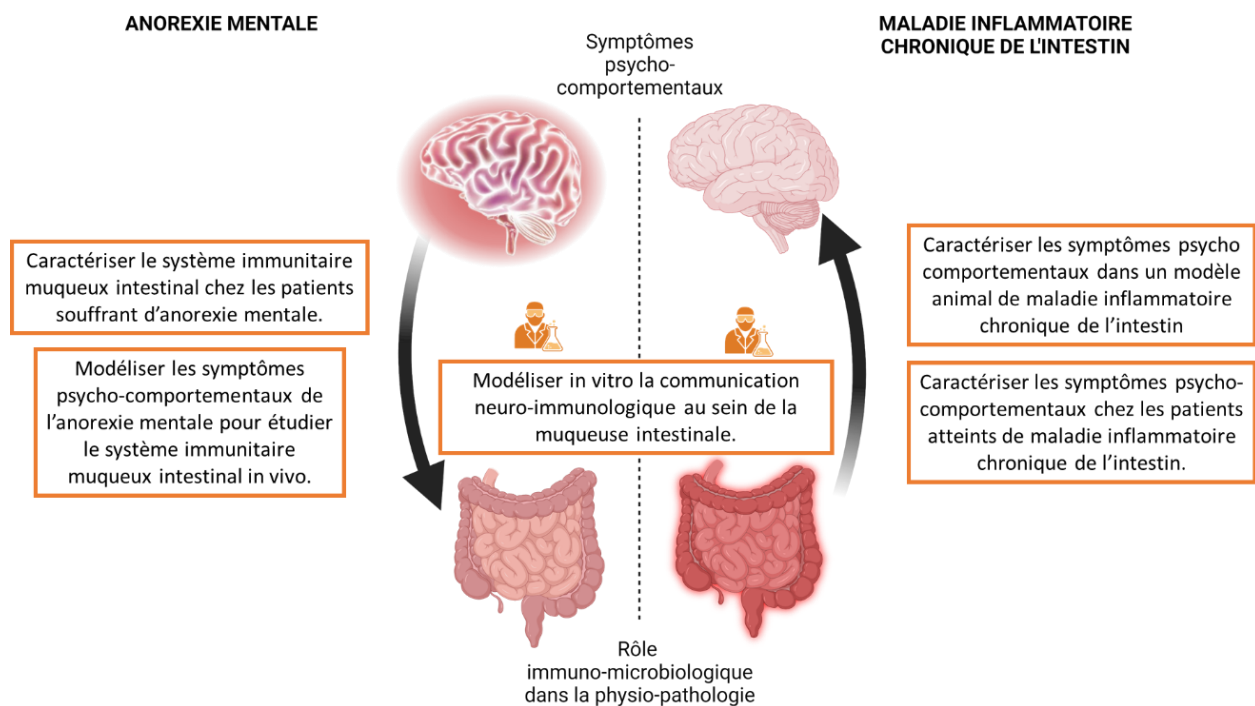 ANOREXIE MENTALE
MALADIE INFLAMMATOIRE
CHRONIQUE DE L'INTESTIN
Symptômes
psycho-
comportementaux
Caractériser le système immunitaire
muqueux intestinal chez les patients
souffrant d’anorexie mentale.
Modéliser les symptômes
psycho-comportementaux de
l’anorexie mentale pour étudier
le système immunitaire
muqueux intestinal in vivo.
Modéliser in vitro la communication
neuro-immunologique au sein de la
muqueuse intestinale.
Caractériser les symptômes psycho
comportementaux dans un modèle
animal de maladie inflammatoire
chronique de l’intestin
Caractériser les symptômes psycho-
comportementaux chez les patients
atteints de maladie inflammatoire
chronique de l’intestin.
Rôle
immuno-microbiologique
dans la physio-pathologie